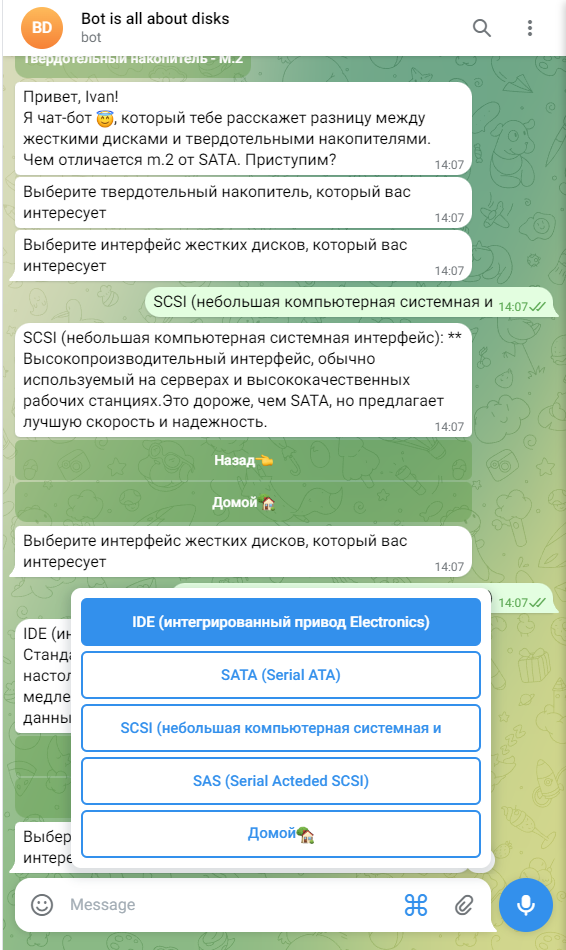 BD
Bot is all about disks
bot
Твердотельный накопитель - M.2
Привет, Ivan!
Я чат-бот 😇, который тебе расскажет разницу между
жесткими дисками и твердотельными накопителями.
Чем отличается m.2 от SATA. Приступим?
14:07
Выберите твердотельный накопитель, который вас
интересует
14:07
Выберите интерфейс жестких дисков, который вас
интересует
14:07
SCSI (небольшая компьютерная системная и
14:07
SCSI (небольшая компьютерная системная интерфейс): **
Высокопроизводительный интерфейс, обычно
используемый на серверах и высококачественных
рабочих станциях.Это дороже, чем SATA, но предлагает
лучшую скорость и надежность.
14:07
Назад👈
Домой🏡
Выберите интерфейс жестких дисков, который вас
интересует
14:07
14:07
IDE (ин
Станда
настол
медле
данны
IDE (интегрированный привод Electronics)
SATA (Serial ATA)
SCSI (небольшая компьютерная системная и
SAS (Serial Acteded SCSI)
Домой🏡
Выбер
интере
Message